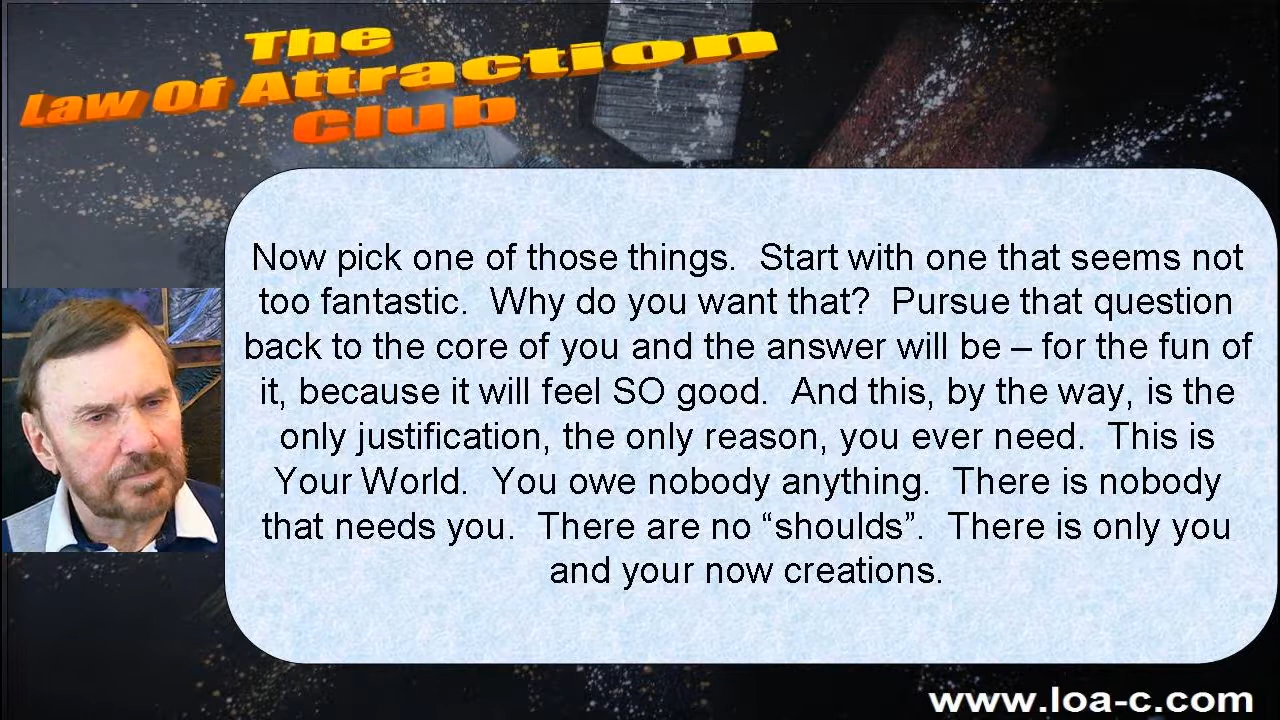 The
Law Of Attraction
Club
Now pick one of those things.  Start with one that seems not
too fantastic.  Why do you want that?  Pursue that question
back to the core of you and the answer will be – for the fun of
it, because it will feel SO good.  And this, by the way, is the
only justification, the only reason, you ever need.  This is
Your World.  You owe nobody anything.  There is nobody
that needs you.  There are no “shoulds”.  There is only you
and your now creations.
www.loa-c.com